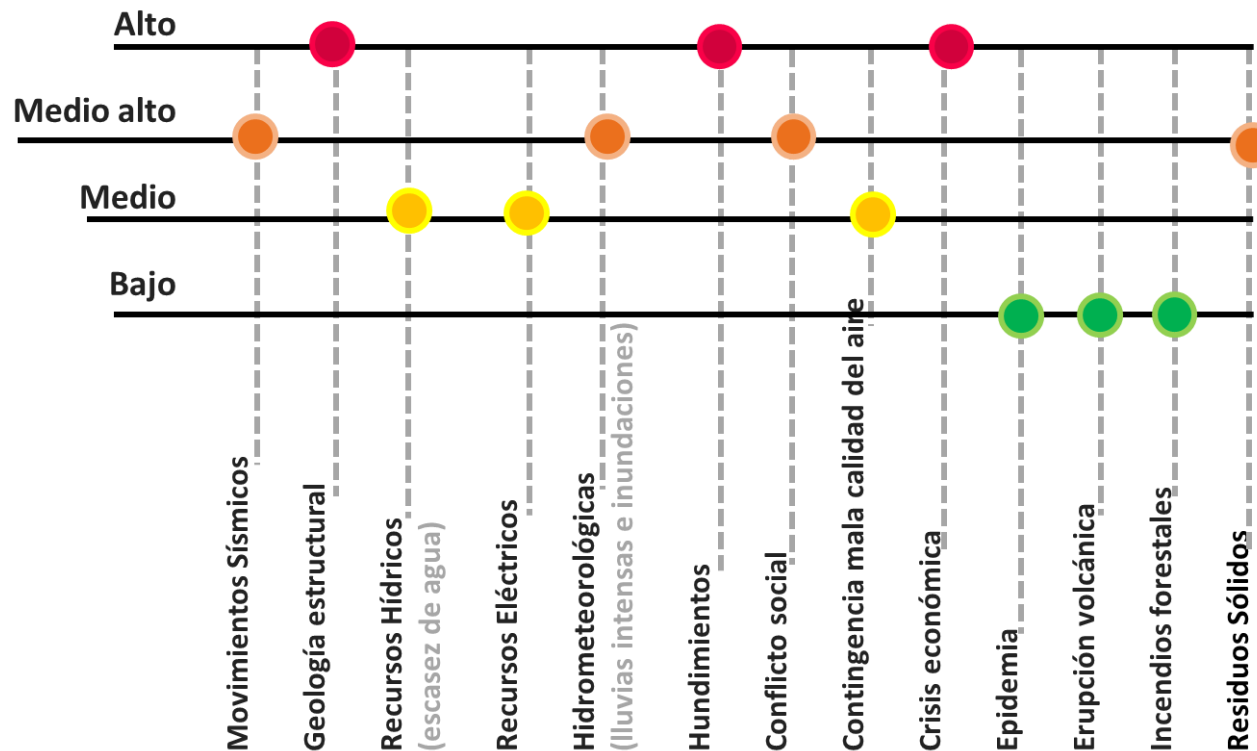 Alto
Medio alto
Medio
Bajo
Movimientos Sísmicos
Geología estructural
Recursos Hídricos
(escasez de agua)
Recursos Eléctricos
Hidrometeorológicas
(lluvias intensas e inundaciones)
Hundimientos
Conflicto social
Contingencia mala calidad del aire
Crisis económica
Epidemia
Erupción volcánica
Incendios forestales
Residuos Sólidos